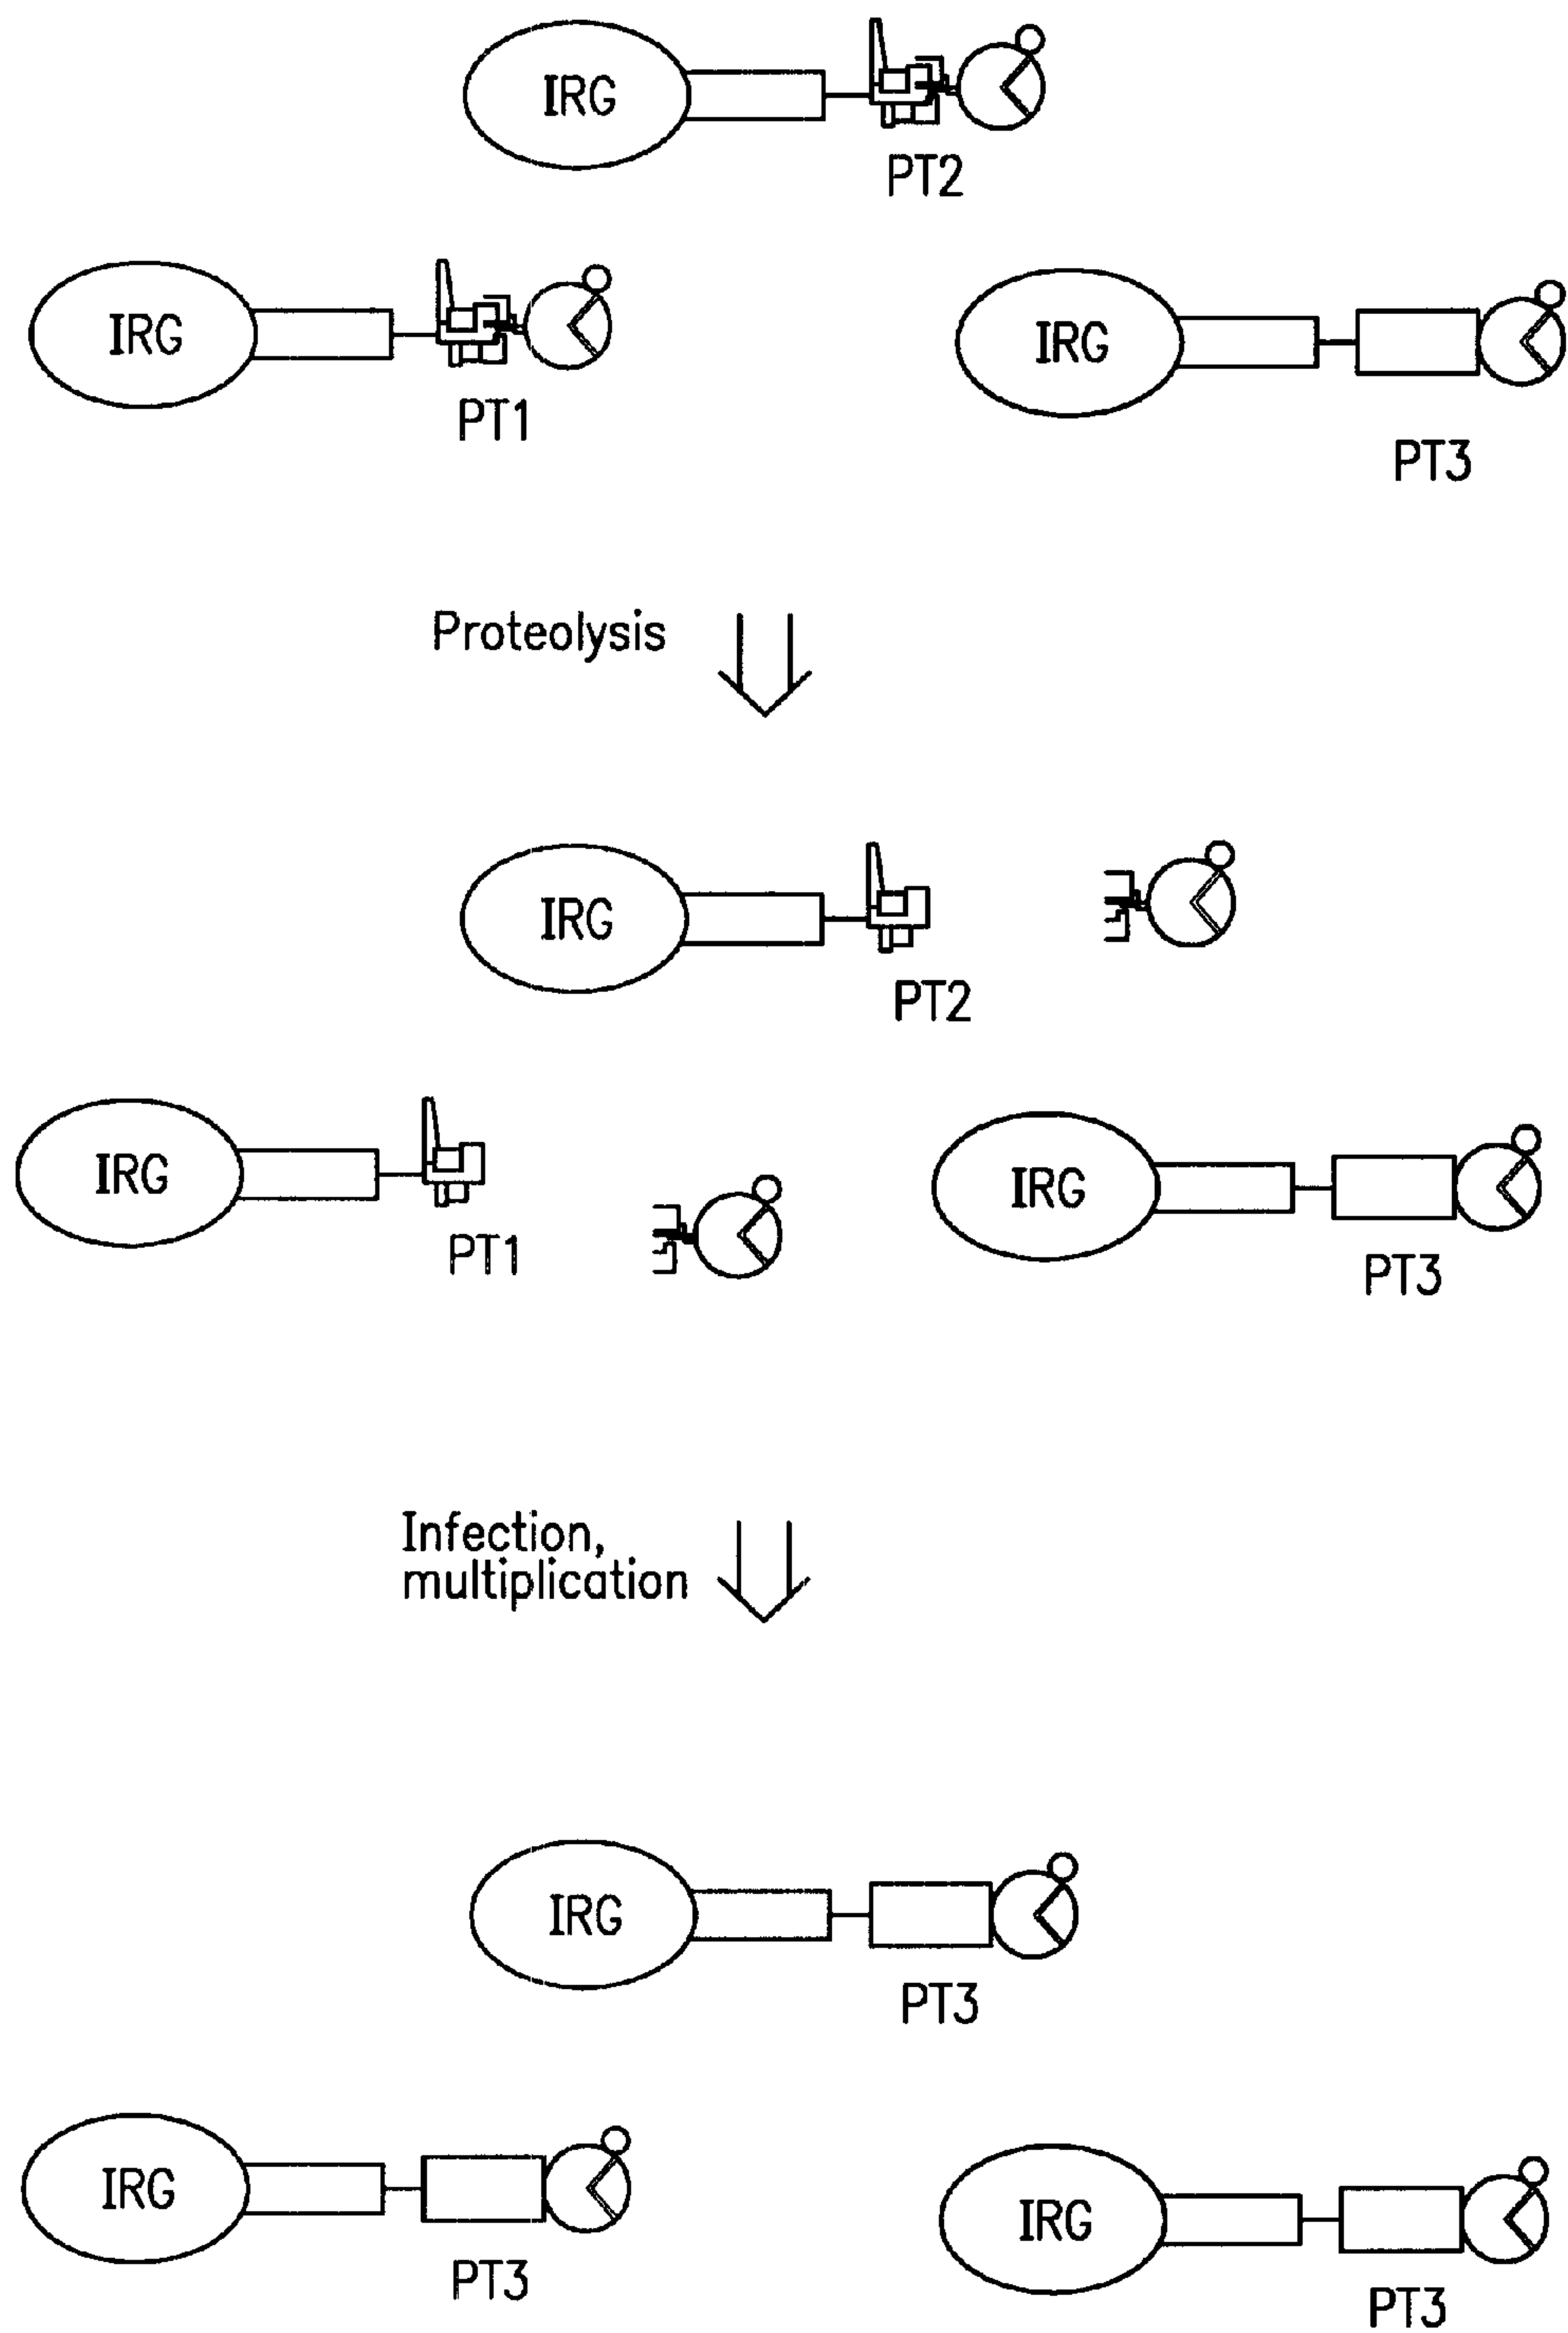 IRG
PT2
IRG
PT1
IRG
PT3
Proteolysis
IRG
PT2
IRG
PT1
IRG
PT3
Infection,
multiplication
IRG
PT3
IRG
PT3
IRG
PT3